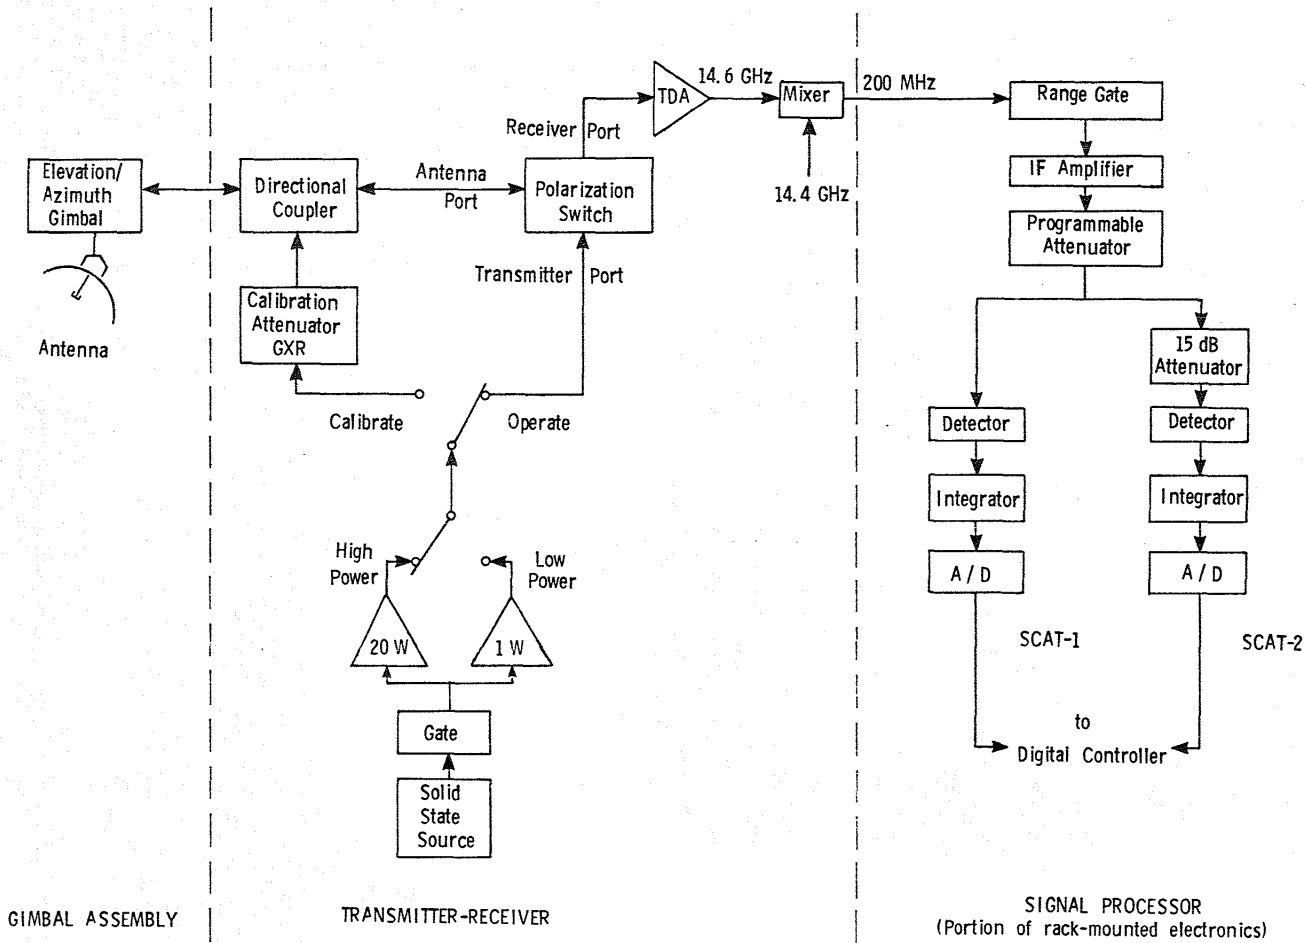 Elevation/
Azimuth
Gimbal
Antenna
GIMBAL ASSEMBLY
Directional
Coupler
Antenna
Port
Polarization
Switch
Receiver Port
TDA
14.6 GHz
Mixer
14.4 GHz
200 MHz
Transmitter Port
Calibration
Attenuator
GXR
Calibrate
Operate
High
Power
Low
Power
20 W
1 W
Gate
Solid
State
Source
TRANSMITTER-RECEIVER
Range Gate
IF Amplifier
Programmable
Attenuator
15 dB
Attenuator
Detector
Detector
Integrator
Integrator
A/D
A/D
SCAT-1
SCAT-2
to
Digital Controller
SIGNAL PROCESSOR
(Portion of rack-mounted electronics)